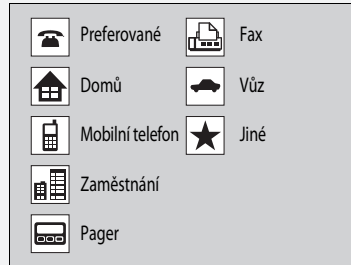 Preferované
Domů
Mobilní telefon
Zaměstnání
Pager
Fax
Vůz
Jiné